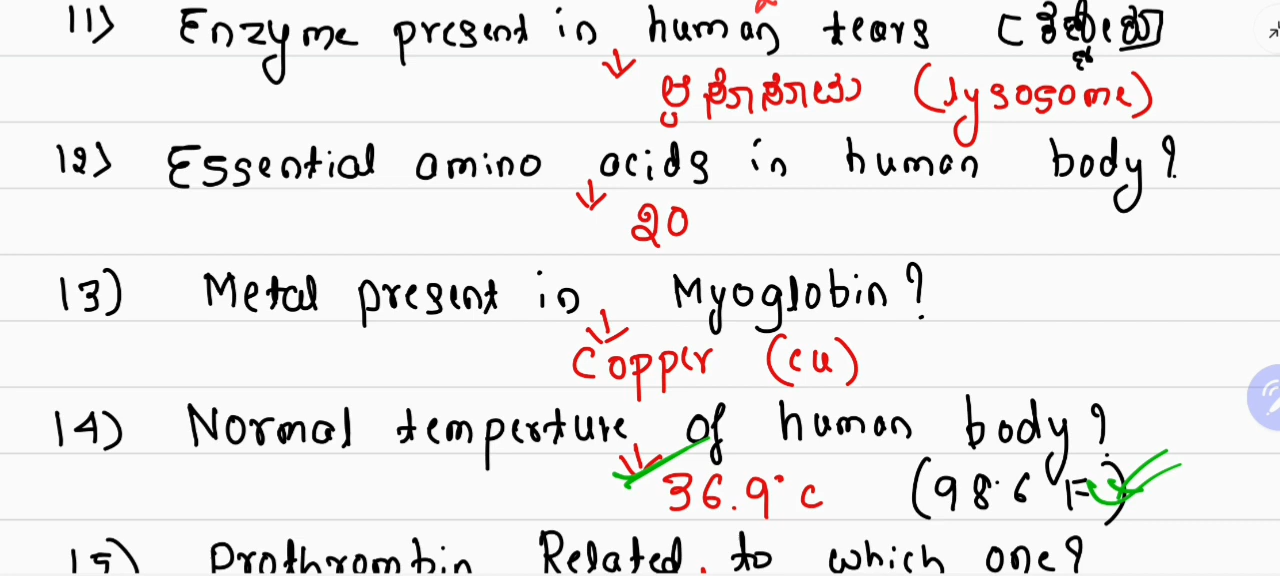 11) Enzyme present in human tears
(lysosome)
12) Essential amino acids in human body?
20
13) Metal present in Myoglobin?
Copper (cu)
14) Normal temperture of human body?
36.9°c (98.6°F)
15) Prothrombin Related to which one?